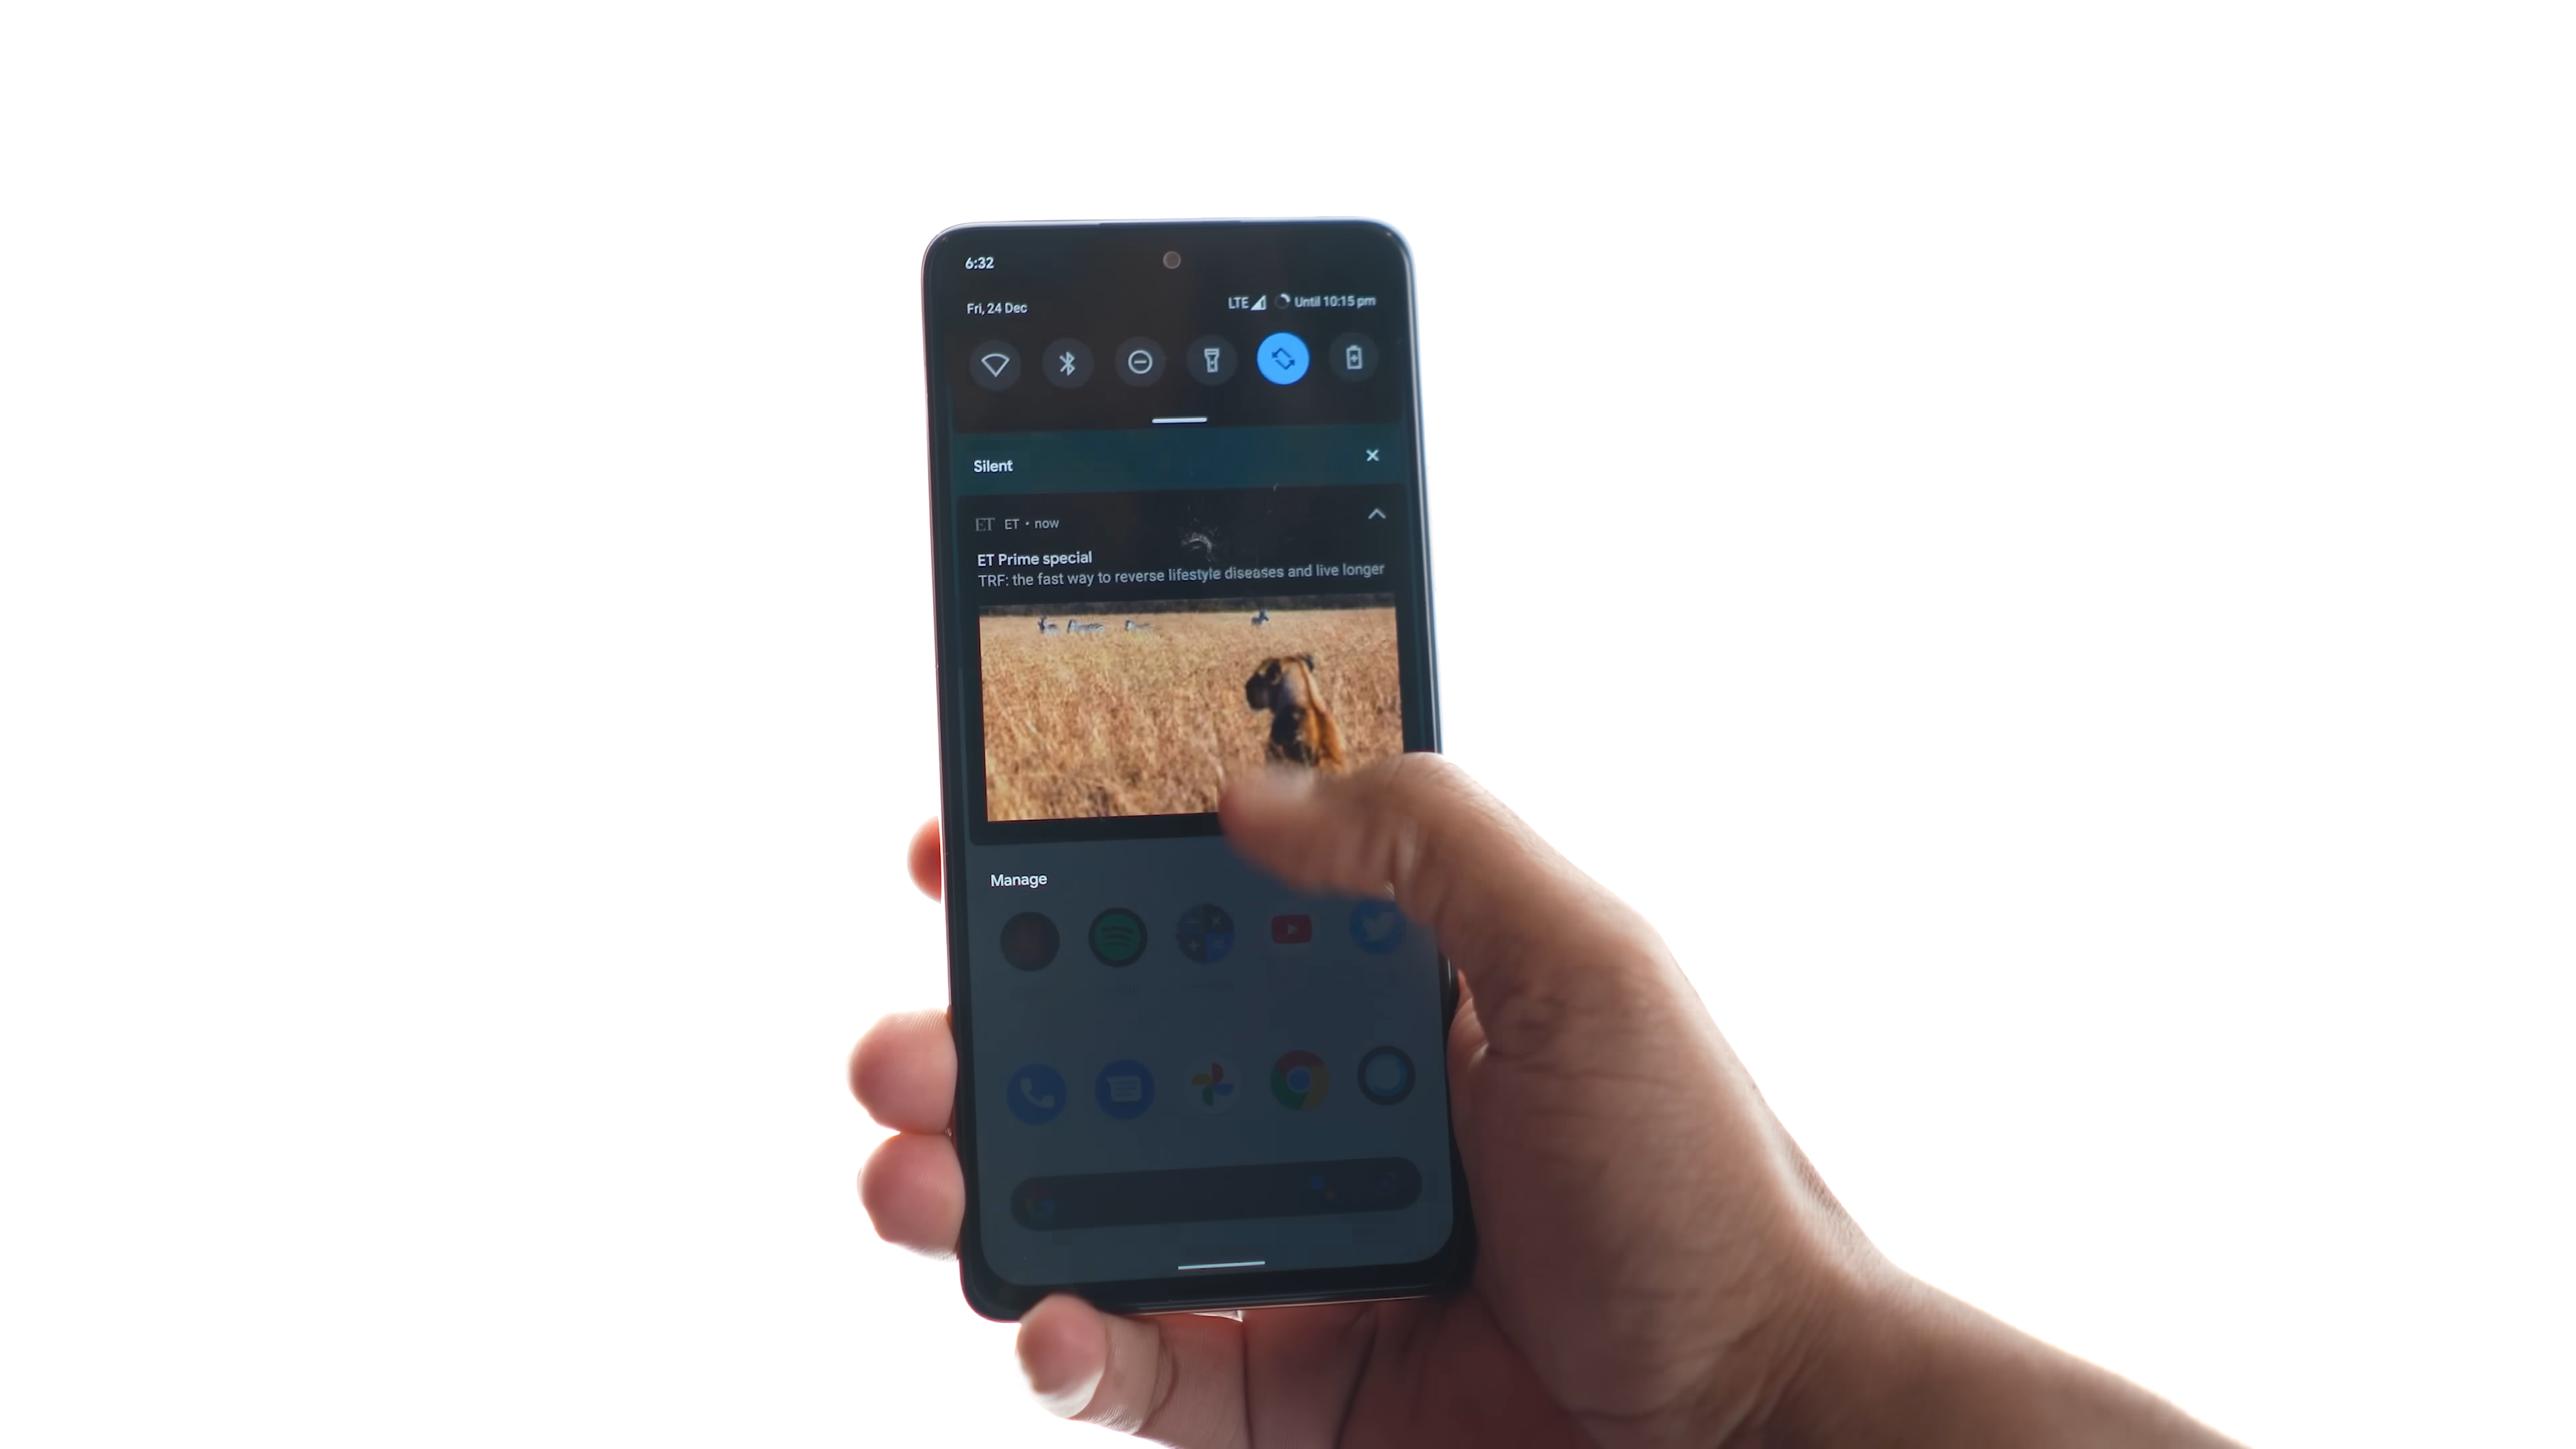 6:32
Fri, 24 Dec
LTE Until 10:15 pm
Silent
ET ET • now
ET Prime special
TRF: the fast way to reverse lifestyle diseases and live longer
Manage